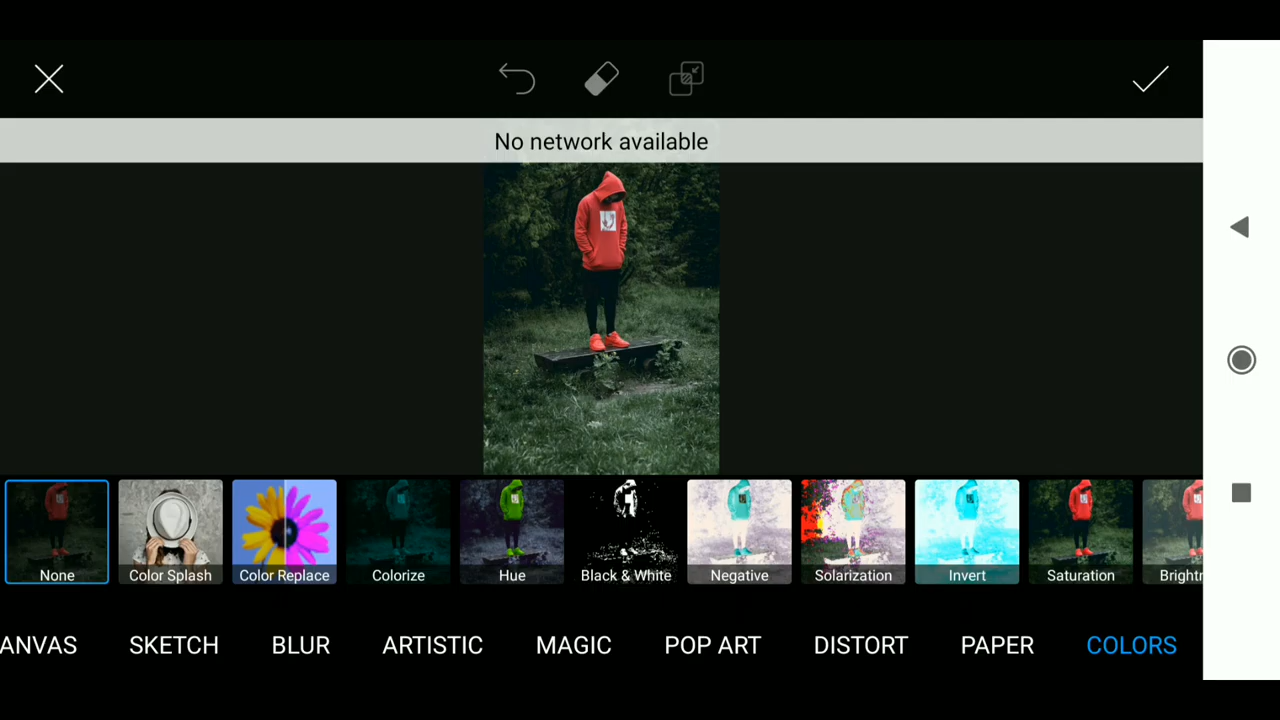 No network available
None
Color Splash
Color Replace
Colorize
Hue
Black & White
Negative
Solarization
Invert
Saturation
Brightr
ANVAS SKETCH BLUR ARTISTIC MAGIC POP ART DISTORT PAPER COLORS